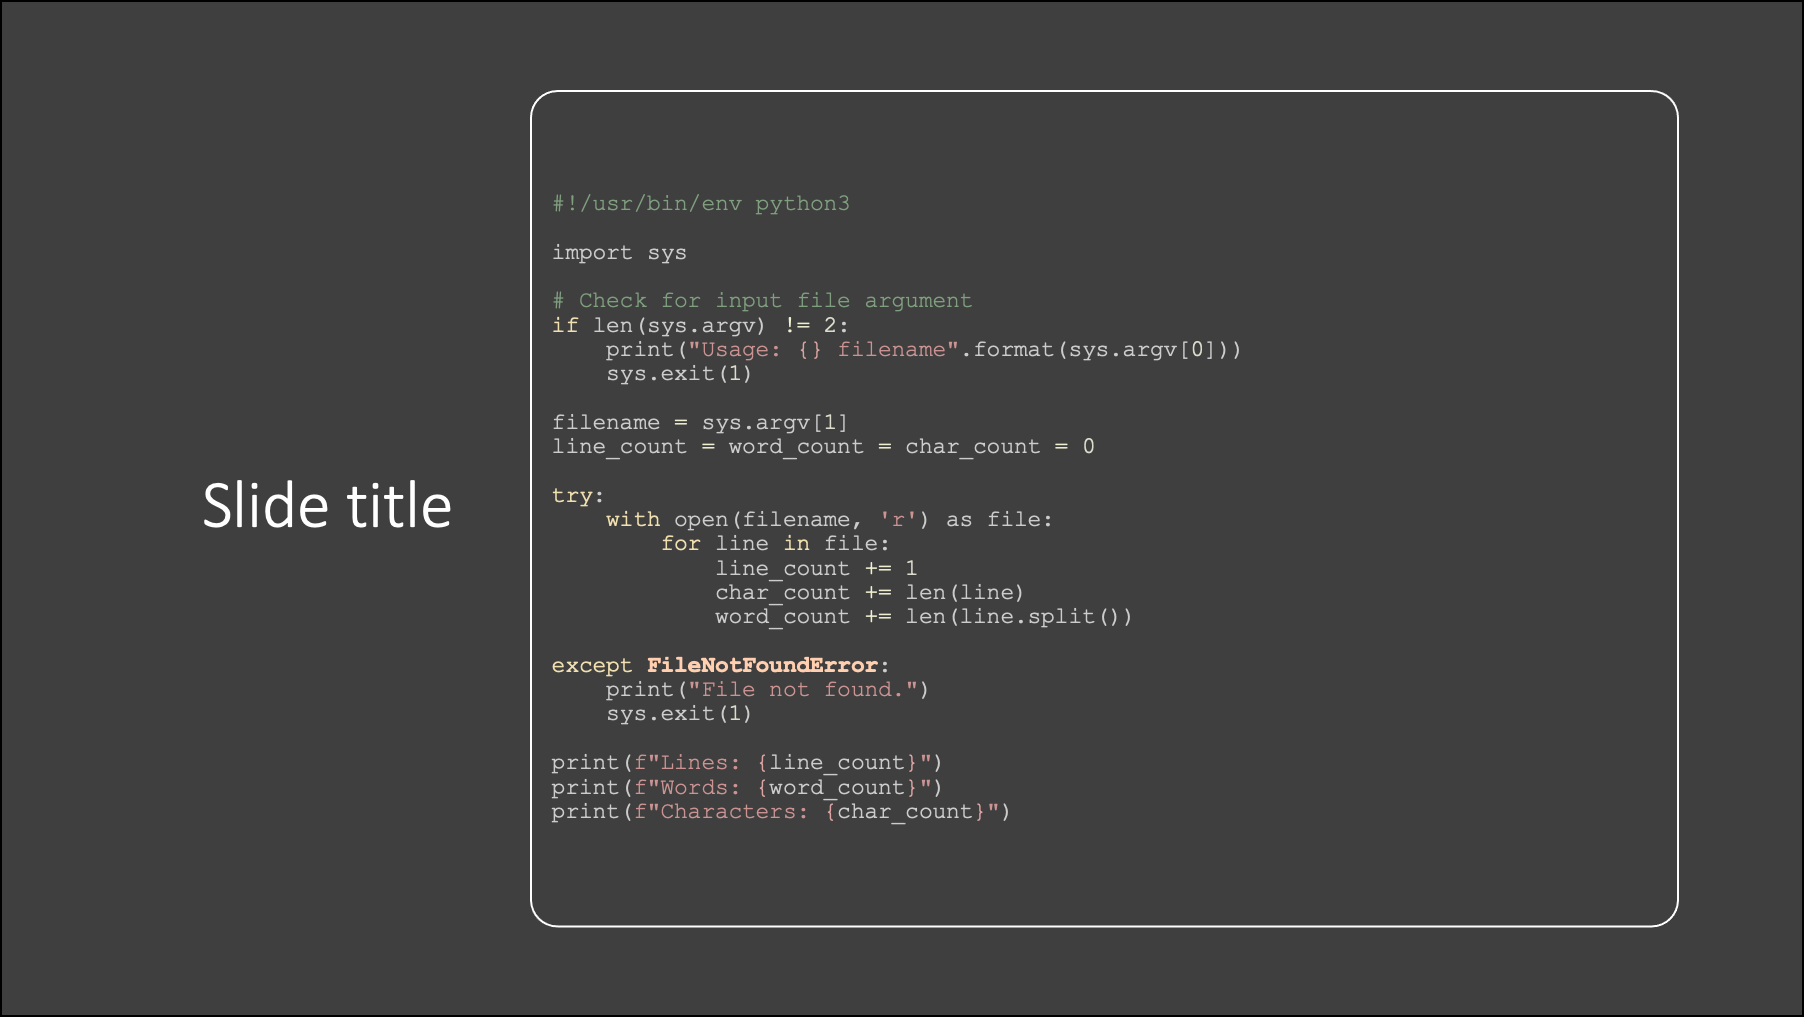 Slide title
#!/usr/bin/env python3
import sys
# Check for input file argument
if len(sys.argv) != 2:
    print("Usage: {} filename".format(sys.argv[0]))
    sys.exit(1)
filename = sys.argv[1]
line_count = word_count = char_count = 0
try:
    with open(filename, 'r') as file:
        for line in file:
            line_count += 1
            char_count += len(line)
            word_count += len(line.split())
except FileNotFoundError:
    print("File not found.")
    sys.exit(1)
print(f"Lines: {line_count}")
print(f"Words: {word_count}")
print(f"Characters: {char_count}")